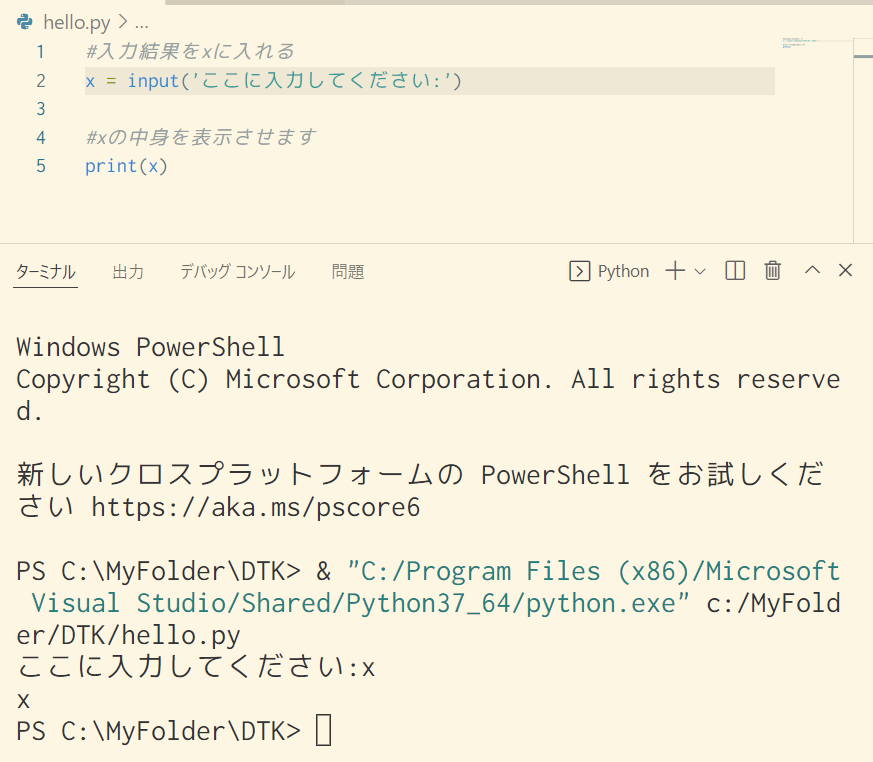 hello.py > ...
1 #入力結果をxに入れる
2 x = input('ここに入力してください:')
3
4 #xの中身を表示させます
5 print(x)
ターミナル 出力 デバッグ コンソール 問題 Python
Windows PowerShell
Copyright (C) Microsoft Corporation. All rights reserve
d.
新しいクロスプラットフォームの PowerShell をお試しくだ
さい https://aka.ms/pscore6
PS C:\MyFolder\DTK> & "C:/Program Files (x86)/Microsoft
 Visual Studio/Shared/Python37_64/python.exe" c:/MyFold
er/DTK/hello.py
ここに入力してください:x
x
PS C:\MyFolder\DTK>